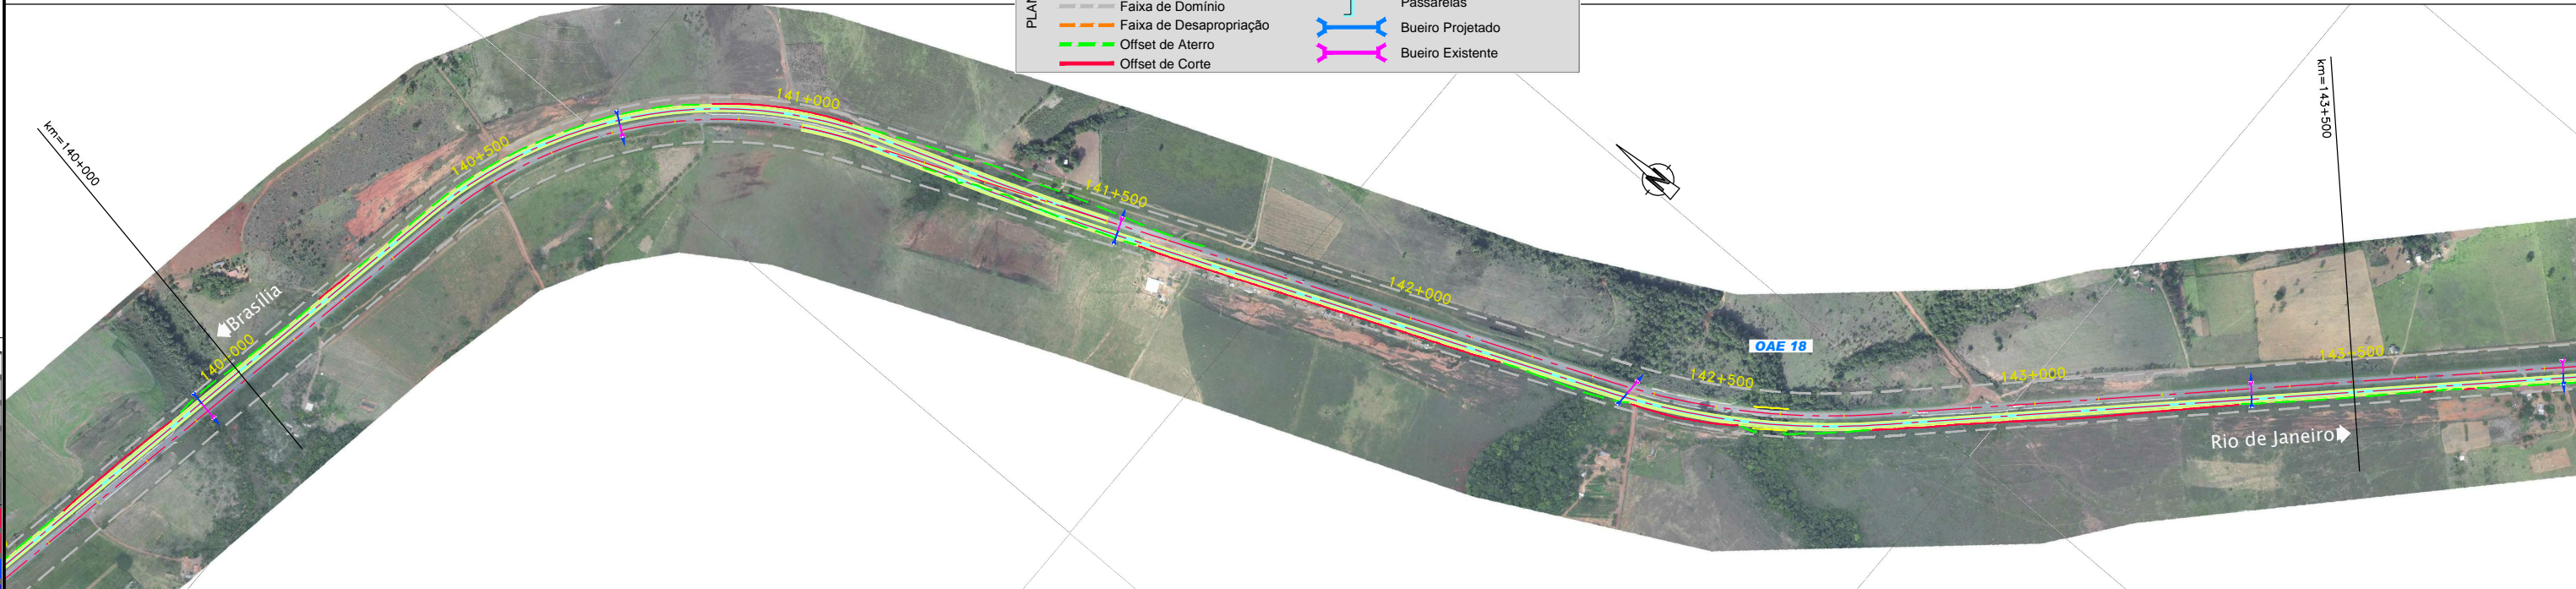 PLAN
Faixa de Domínio
Faixa de Desapropriação
Offset de Aterro
Offset de Corte
Passarelas
Bueiro Projetado
Bueiro Existente
km=140+000
140+000
Brasília
140+500
141+000
141+500
N
142+000
OAE 18
142+500
143+000
143+500
km=143+500
Rio de Janeiro